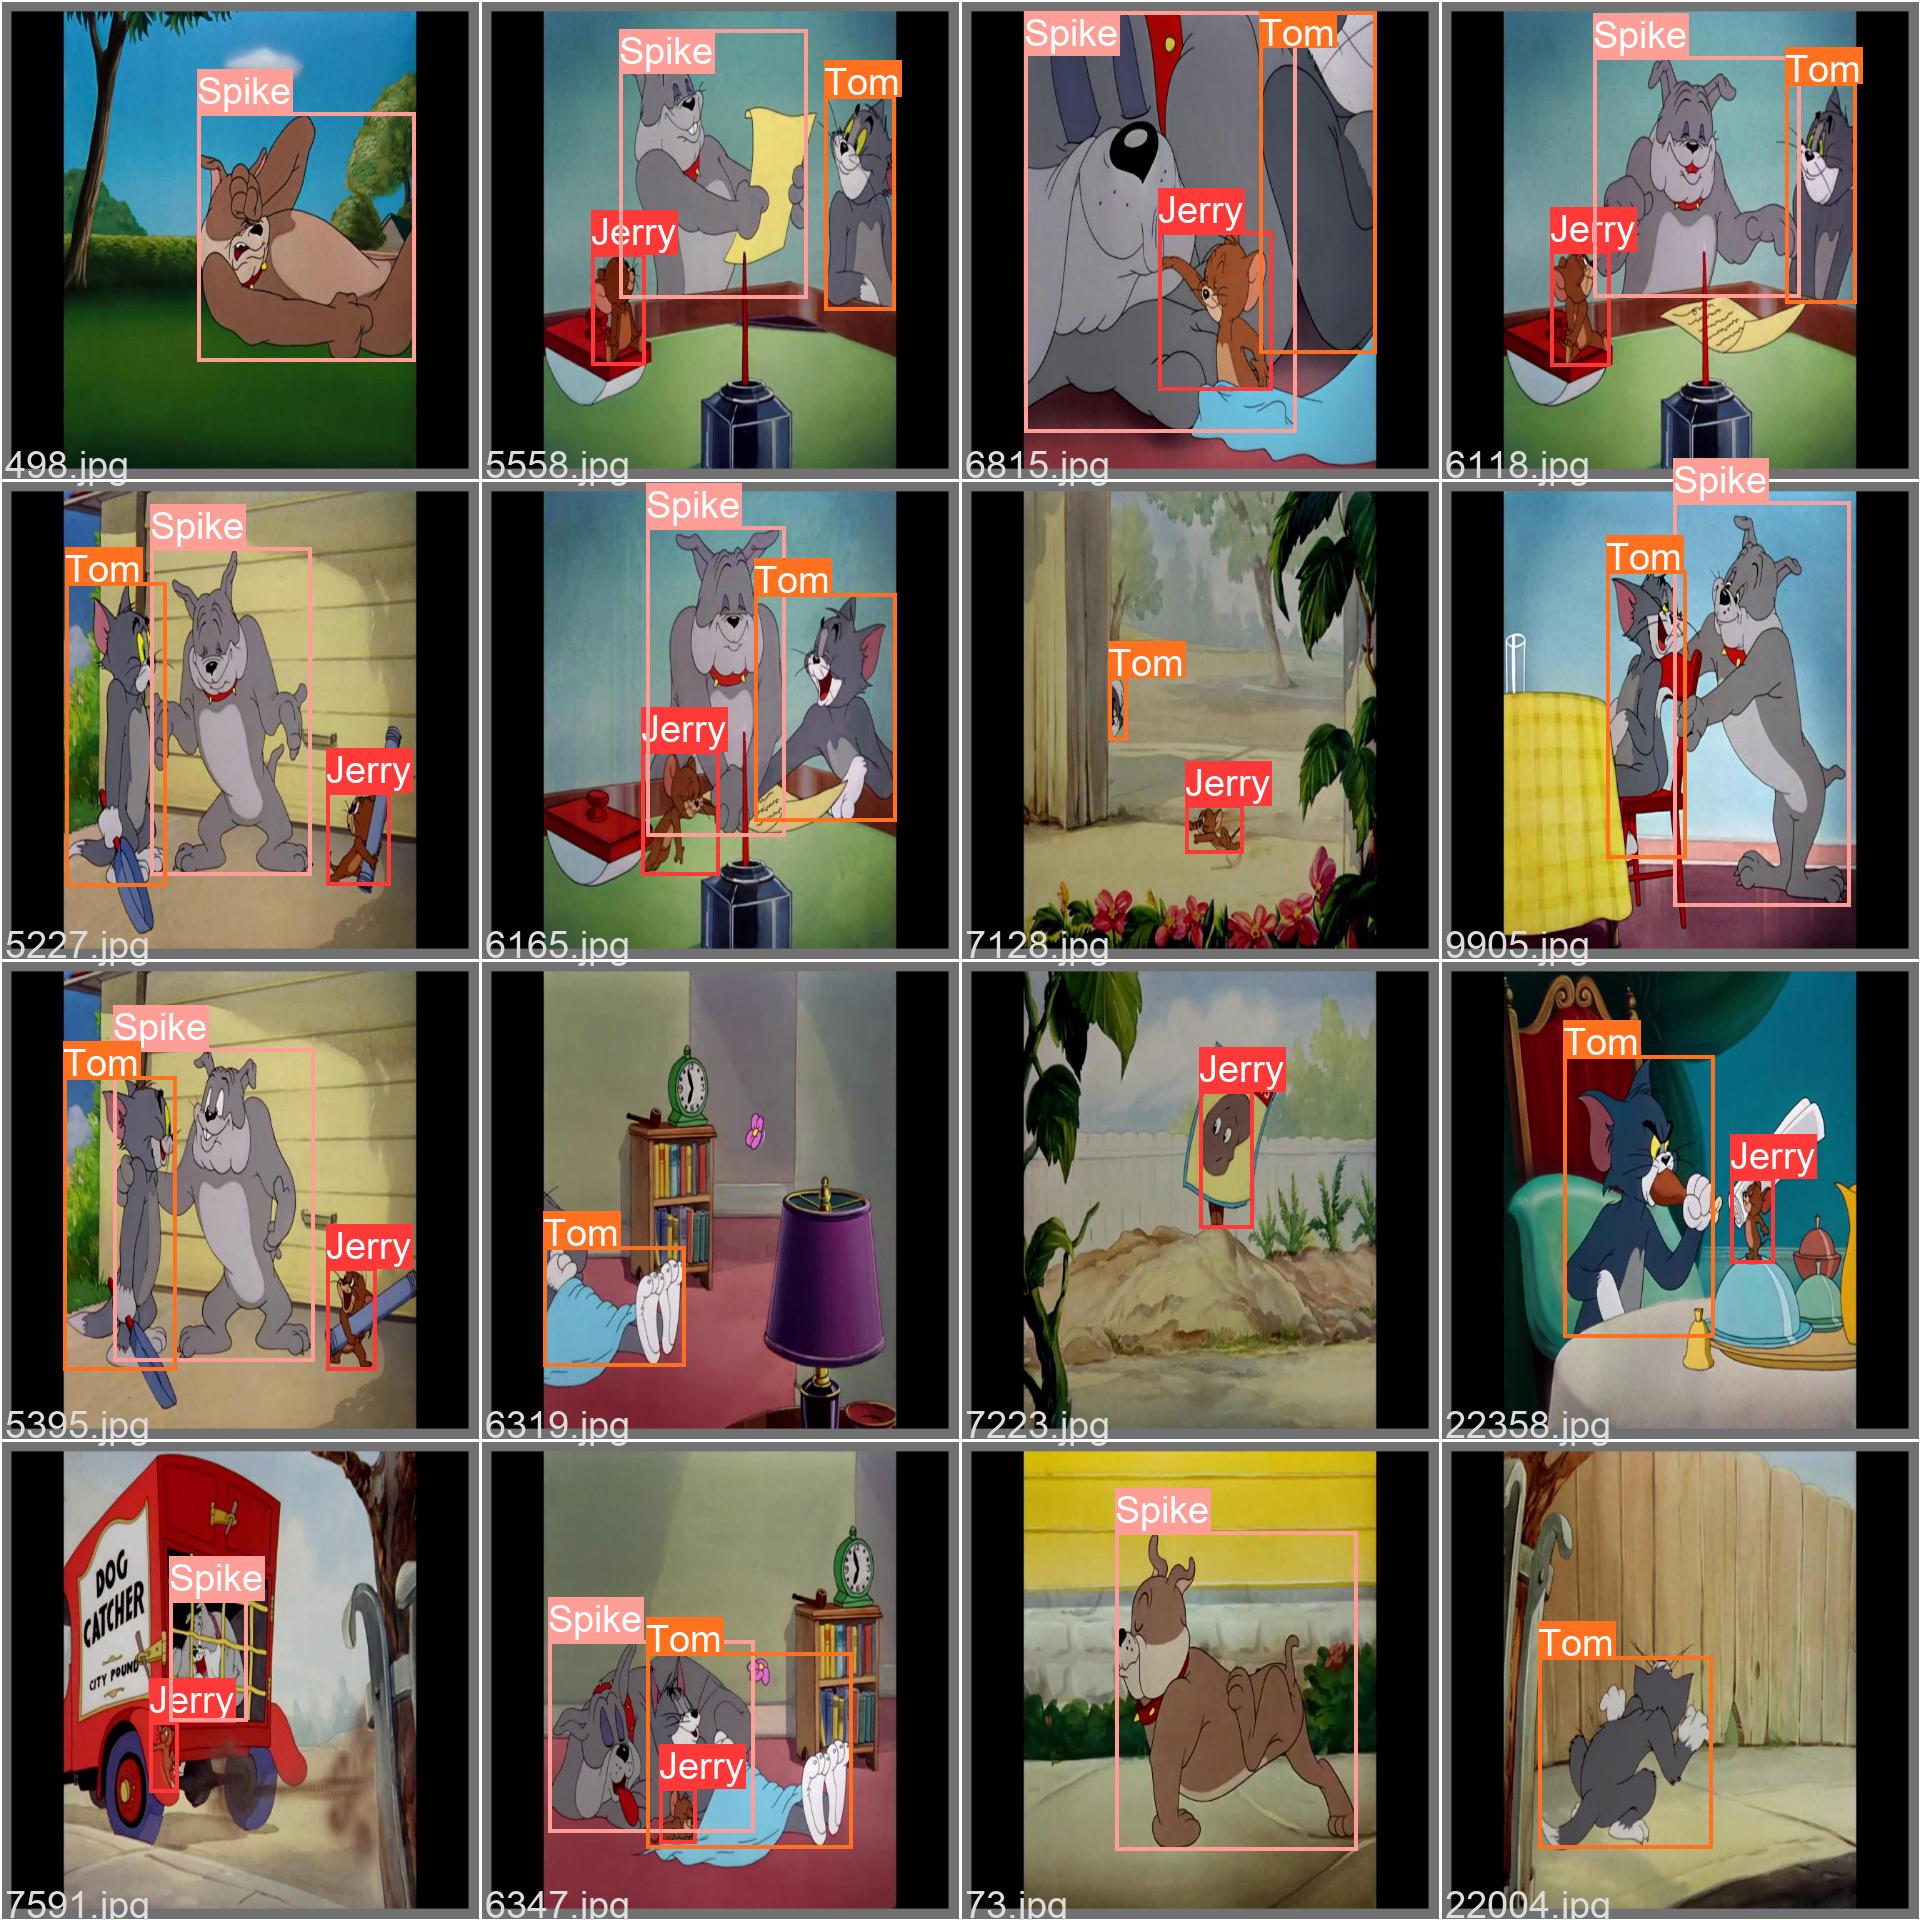 Spike
498.jpg
Spike
Tom
Jerry
5558.jpg
Spike
Tom
Jerry
6815.jpg
Spike
Tom
Jerry
6118.jpg
Spike
Tom
Jerry
5227.jpg
Spike
Tom
Jerry
6165.jpg
Tom
Jerry
7128.jpg
Spike
Tom
9905.jpg
Spike
Tom
Jerry
5395.jpg
Tom
6319.jpg
Jerry
7223.jpg
Tom
Jerry
22358.jpg
DOG
CATCHER
CITY POUND
Spike
Jerry
7591.jpg
Spike
Tom
Jerry
6347.jpg
Spike
73.jpg
Tom
22004.jpg